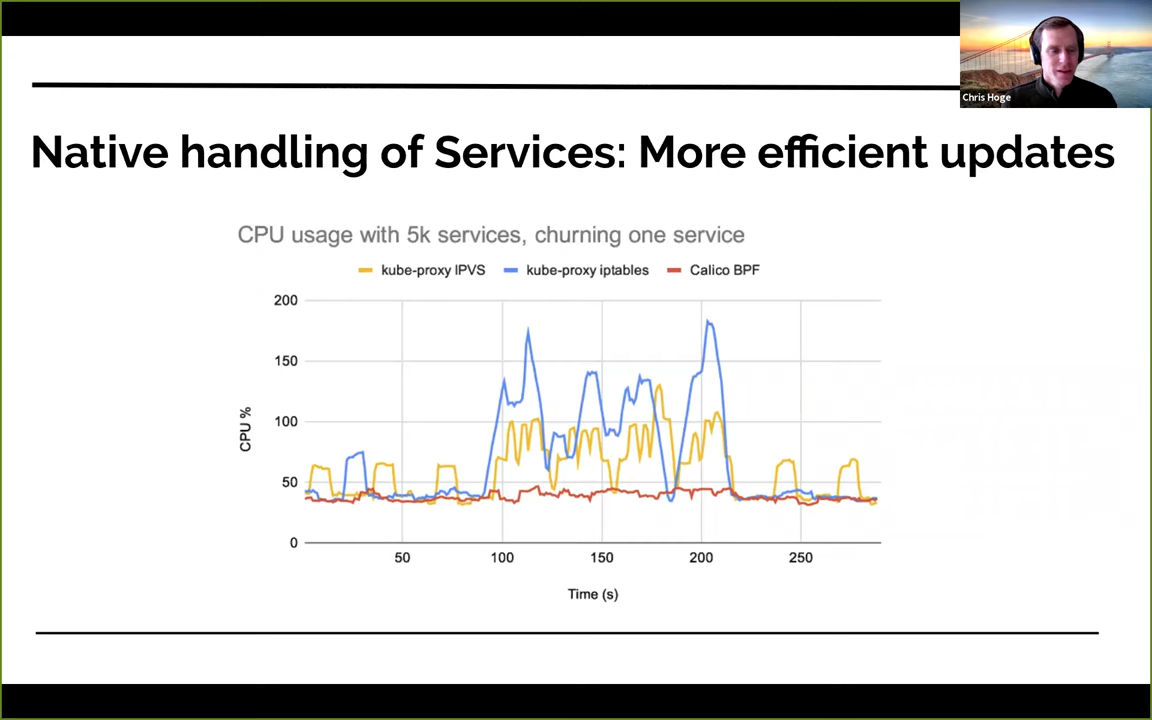 Chris Hoge
Native handling of Services: More efficient updates
CPU usage with 5k services, churning one service
kube-proxy IPVS kube-proxy iptables Calico BPF
200
150
100
50
0
CPU %
50 100 150 200 250
Time (s)